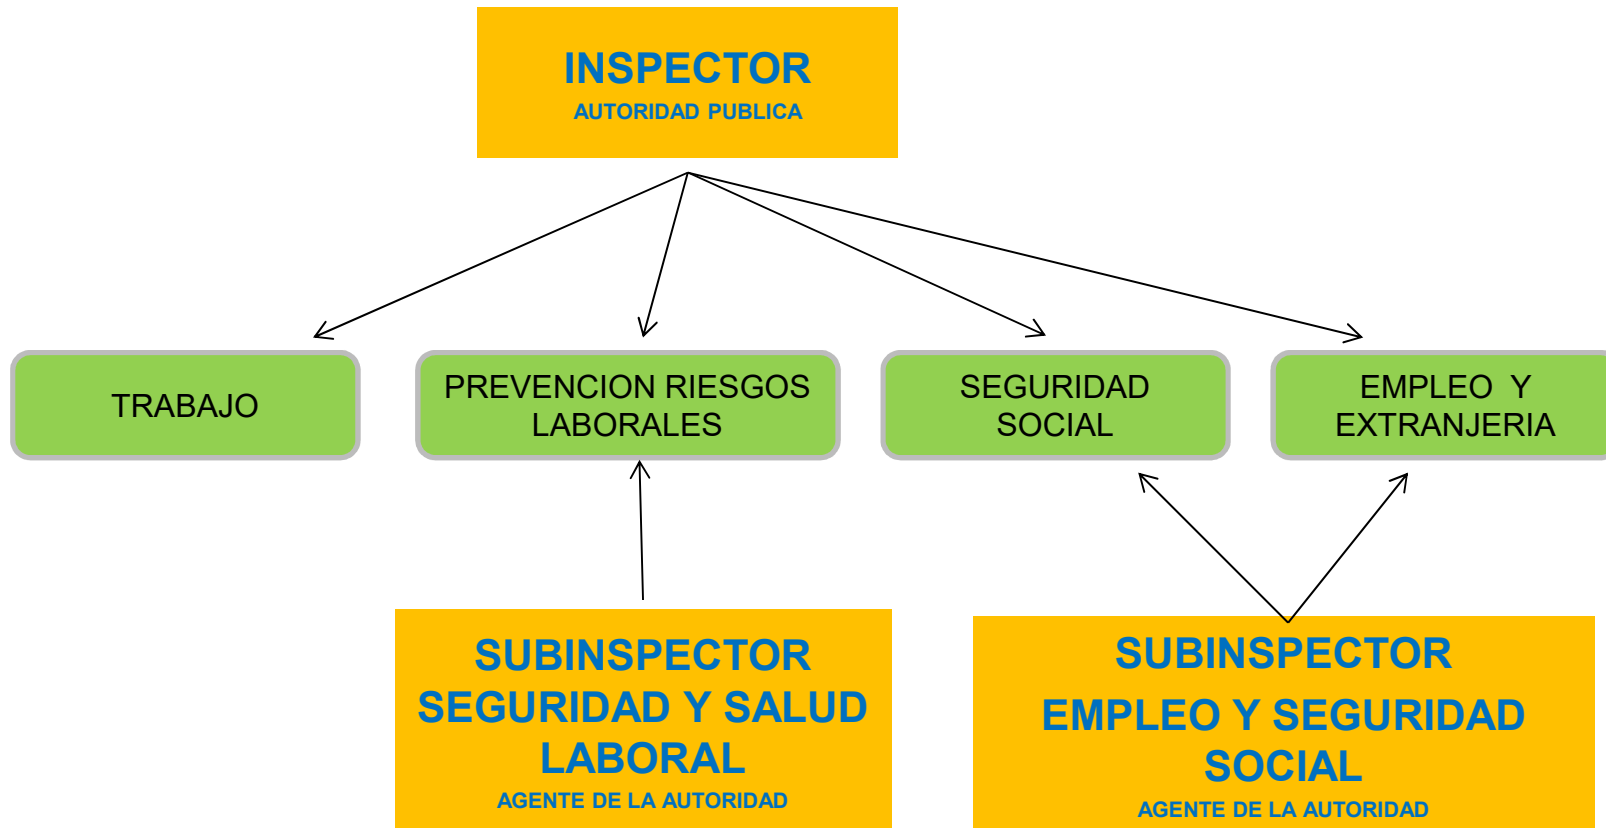 INSPECTOR
AUTORIDAD PUBLICA
TRABAJO
PREVENCION RIESGOS
LABORALES
SEGURIDAD
SOCIAL
EMPLEO Y
EXTRANJERIA
SUBINSPECTOR
SEGURIDAD Y SALUD
LABORAL
AGENTE DE LA AUTORIDAD
SUBINSPECTOR
EMPLEO Y SEGURIDAD
SOCIAL
AGENTE DE LA AUTORIDAD